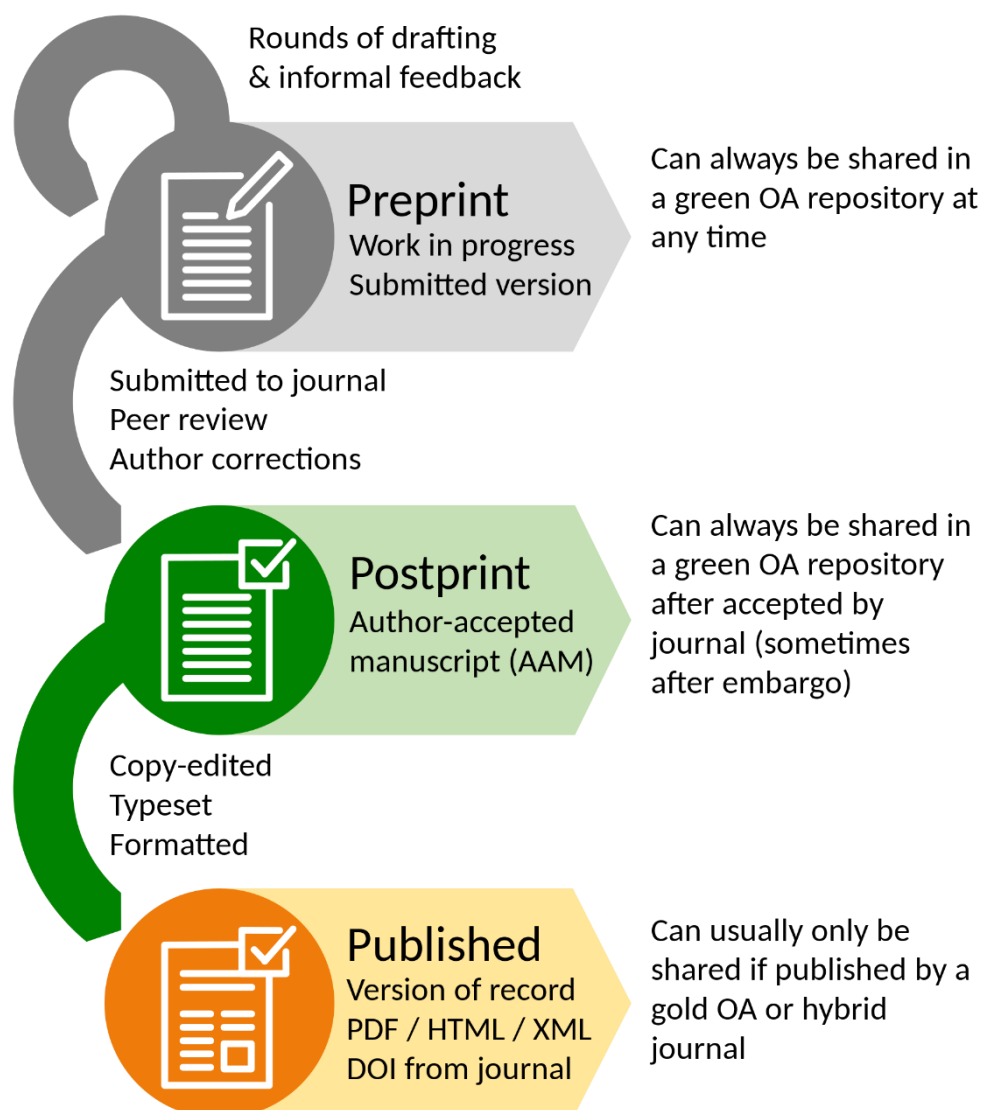 Rounds of drafting
& informal feedback
Preprint
Work in progress
Submitted version
Can always be shared in
a green OA repository at
any time
Submitted to journal
Peer review
Author corrections
Postprint
Author-accepted
manuscript (AAM)
Can always be shared in
a green OA repository
after accepted by
journal (sometimes
after embargo)
Copy-edited
Typeset
Formatted
Published
Version of record
PDF / HTML / XML
DOI from journal
Can usually only be
shared if published by a
gold OA or hybrid
journal